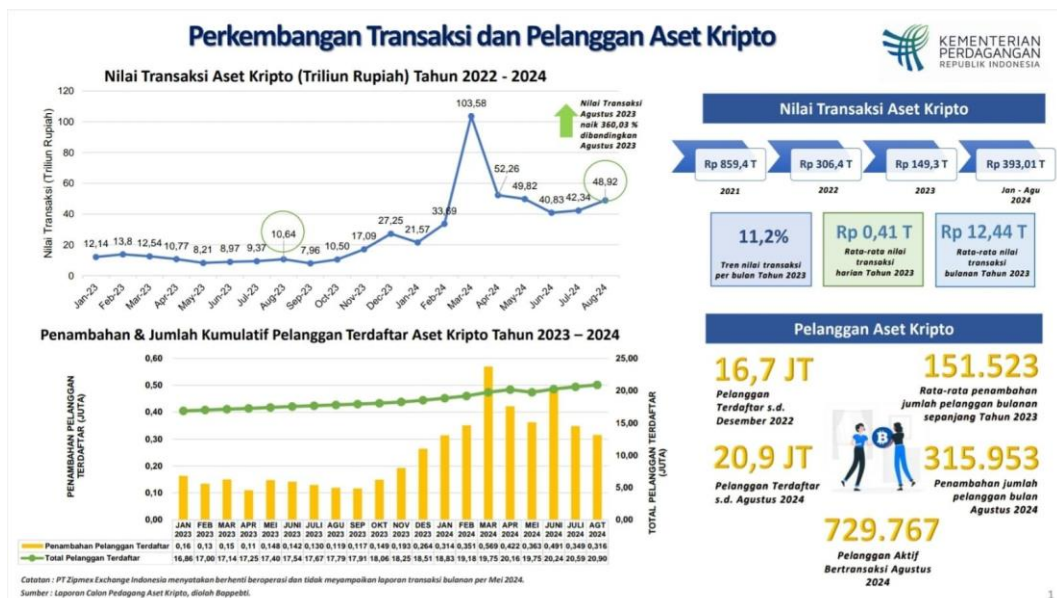 Perkembangan Transaksi dan Pelanggan Aset Kripto
KEMENTERIAN
PERDAGANGAN
REPUBLIK INDONESIA
Nilai Transaksi Aset Kripto (Triliun Rupiah) Tahun 2022 - 2024
Nilai Transaksi (Triliun Rupiah)
120
100
80
60
40
20
0
12,14 13,8 12,54 10,77 8,21 8,97 9,37 10,64 7,96 10,50 17,09 27,25 21,57 33,69 103,58 52,26 49,82 40,83 42,34 48,92
Jan-23 Feb-23 Mar-23 Apr-23 May-23 Jun-23 Jul-23 Aug-23 Sep-23 Oct-23 Nov-23 Dec-23 Jan-24 Feb-24 Mar-24 Apr-24 May-24 Jun-24 Jul-24 Aug-24
Nilai Transaksi
Agustus 2023
naik 360,03 %
dibandingkan
Agustus 2023
Nilai Transaksi Aset Kripto
Rp 859,4 T Rp 306,4 T Rp 149,3 T Rp 393,01 T
2021 2022 2023 Jan - Agu
2024
11,2%
Tren nilai transaksi
per bulan Tahun 2023
Rp 0,41 T
Rata-rata nilai
transaksi
harian Tahun 2023
Rp 12,44 T
Rata-rata nilai
transaksi
bulanan Tahun 2023
Penambahan & Jumlah Kumulatif Pelanggan Terdaftar Aset Kripto Tahun 2023 – 2024
PENAMBAHAN PELANGGAN
TERDAFTAR (JUTA)
0,60
0,50
0,40
0,30
0,20
0,10
0,00
25,00
20,00
15,00
10,00
5,00
0,00
TOTAL PELANGGAN TERDAFTAR
(JUTA)
JAN FEB MAR APR MEI JUNI JULI AGU SEP OKT NOV DES JAN FEB MAR APR MEI JUNI JULI AGT
2023 2023 2023 2023 2023 2023 2023 2023 2023 2023 2023 2023 2024 2024 2024 2024 2024 2024 2024 2024
Penambahan Pelanggan Terdaftar 0,16 0,13 0,15 0,11 0,148 0,142 0,130 0,119 0,117 0,149 0,193 0,264 0,314 0,351 0,569 0,422 0,363 0,491 0,349 0,316
Total Pelanggan Terdaftar 16,86 17,00 17,14 17,25 17,40 17,54 17,67 17,79 17,91 18,06 18,25 18,51 18,83 19,18 19,75 20,16 19,75 20,24 20,59 20,90
Pelanggan Aset Kripto
16,7 JT
Pelanggan
Terdaftar s.d.
Desember 2022
151.523
Rata-rata penambahan
jumlah pelanggan bulanan
sepanjang Tahun 2023
20,9 JT
Pelanggan Terdaftar
s.d. Agustus 2024
315.953
Penambahan jumlah
pelanggan bulan
Agustus 2024
729.767
Pelanggan Aktif
Bertransaksi Agustus
2024
Catatan : PT Zipmex Exchange Indonesia menyatakan berhenti beroperasi dan tidak meyampaikan laporan transaksi bulanan per Mei 2024.
Sumber : Laporan Calon Pedagang Aset Kripto, diolah Bappebti.
1